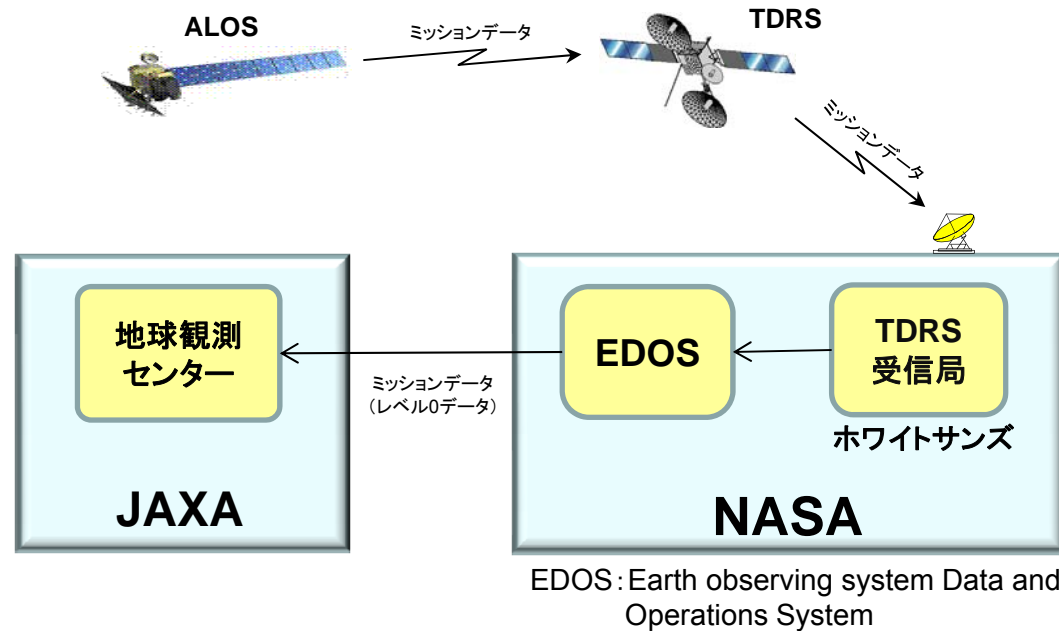 ALOS
ミッションデータ
TDRS
ミッションデータ
地球観測
センター
ミッションデータ
(レベル0データ)
EDOS
TDRS
受信局
ホワイトサンズ
JAXA
NASA
EDOS:Earth observing system Data and
Operations System